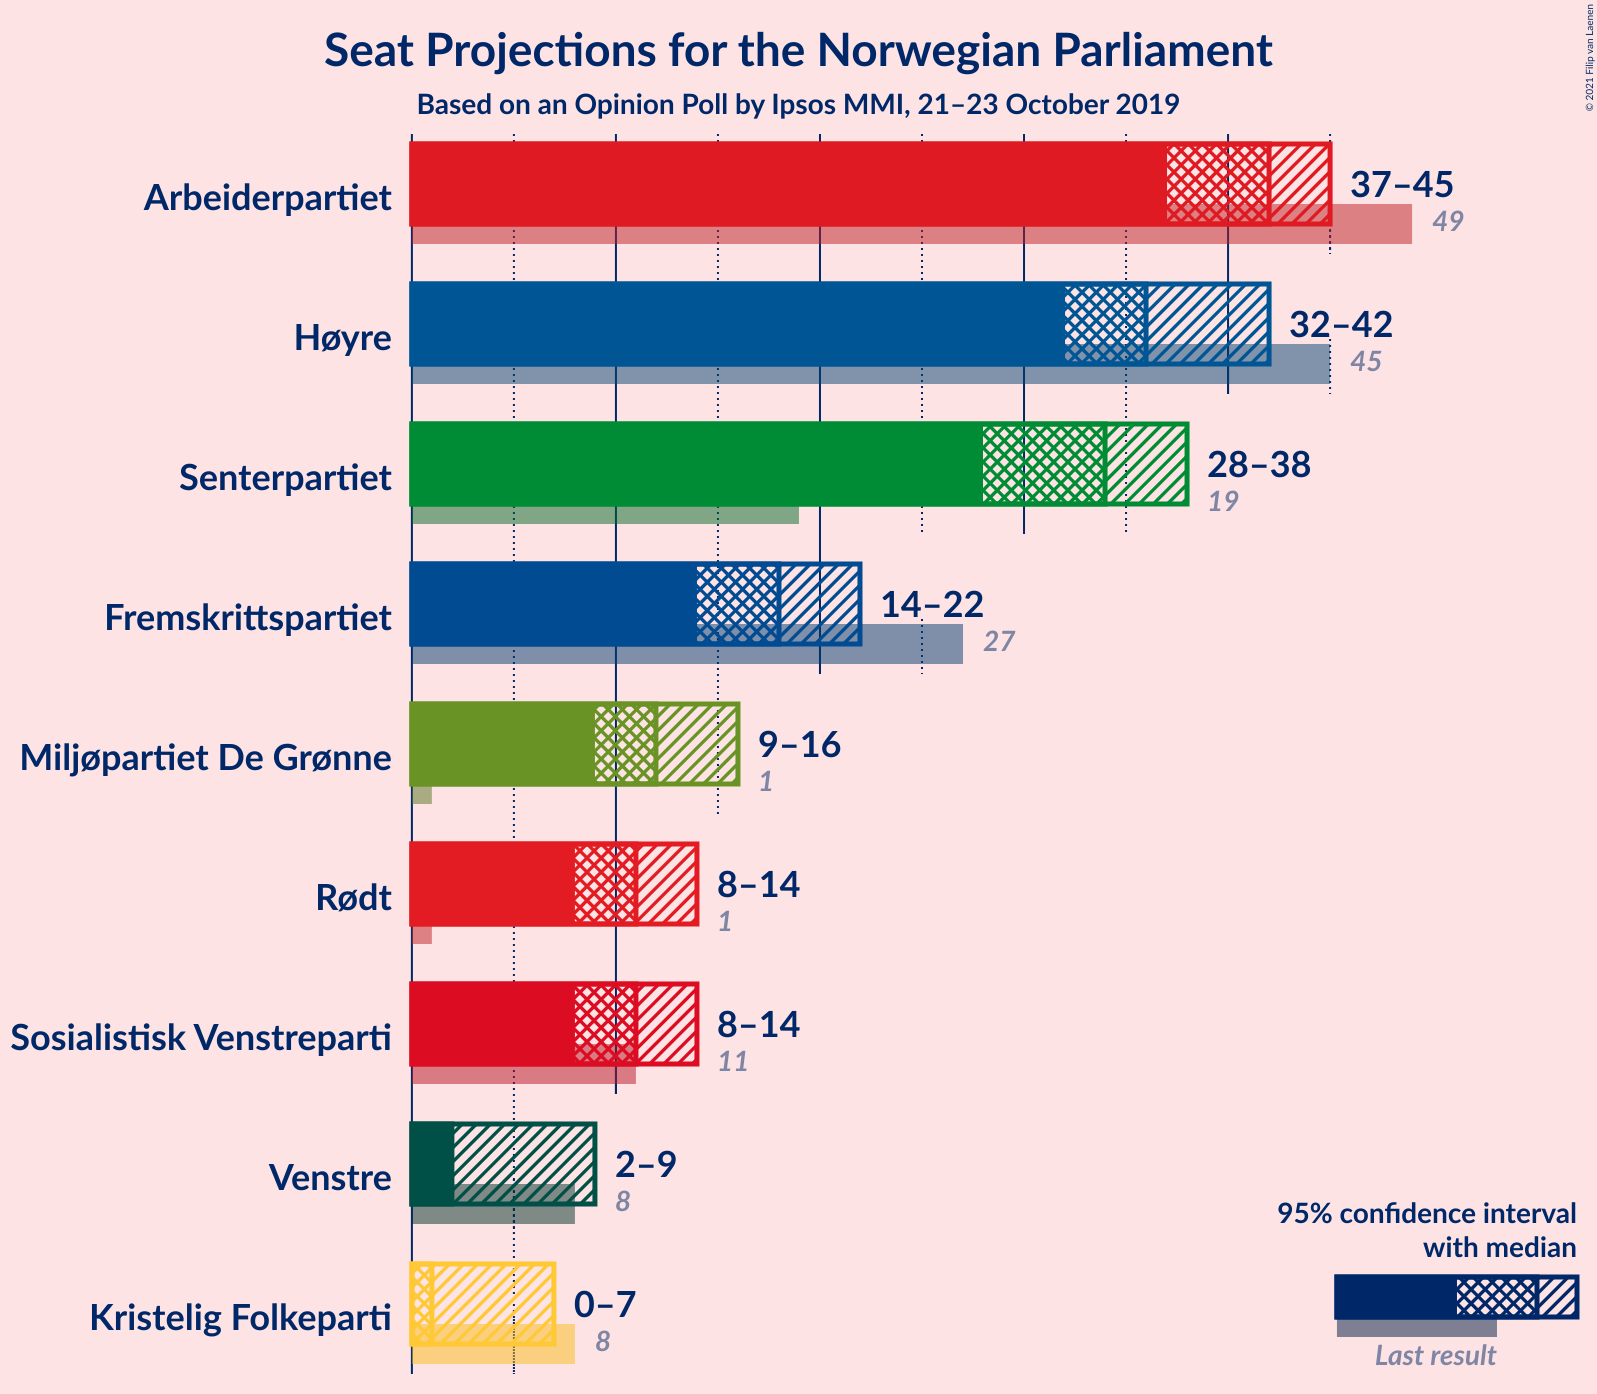 Seat Projections for the Norwegian Parliament
Based on an Opinion Poll by Ipsos MMI, 21–23 October 2019
© 2021 Filip van Laenen
Arbeiderpartiet
37–45
49
Høyre
32–42
45
Senterpartiet
28–38
19
Fremskrittspartiet
14–22
27
Miljøpartiet De Grønne
9–16
1
Rødt
8–14
1
Sosialistisk Venstreparti
8–14
11
Venstre
2–9
8
Kristelig Folkeparti
0–7
8
95% confidence interval
with median
Last result